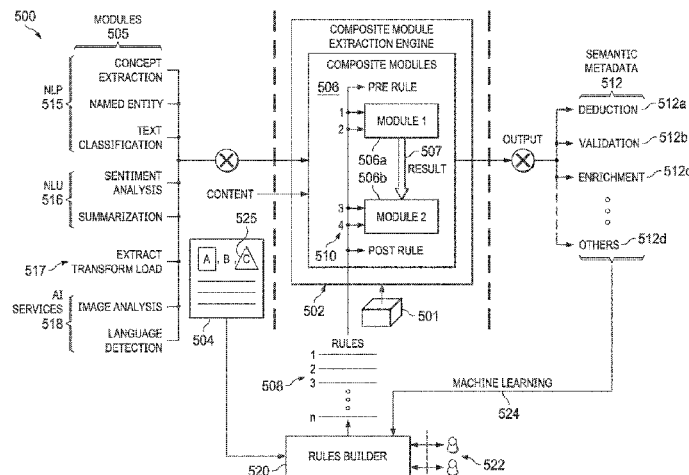 500
MODULES
505
NLP
515
CONCEPT
EXTRACTION
NAMED ENTITY
TEXT
CLASSIFICATION
NLU
516
SENTIMENT
ANALYSIS
SUMMARIZATION
517
EXTRACT
TRANSFORM LOAD
AI
SERVICES
518
IMAGE ANALYSIS
LANGUAGE
DETECTION
CONTENT
525
A , B C
504
COMPOSITE MODULE
EXTRACTION ENGINE
COMPOSITE MODULES
506
PRE RULE
1
2
MODULE 1
506a
507
RESULT
506b
3
4
MODULE 2
510
POST RULE
502
501
RULES
1
2
3
n
508
RULES BUILDER
520
522
MACHINE LEARNING
524
OUTPUT
SEMANTIC
METADATA
512
DEDUCTION 512a
VALIDATION 512b
ENRICHMENT 512c
OTHERS 512d